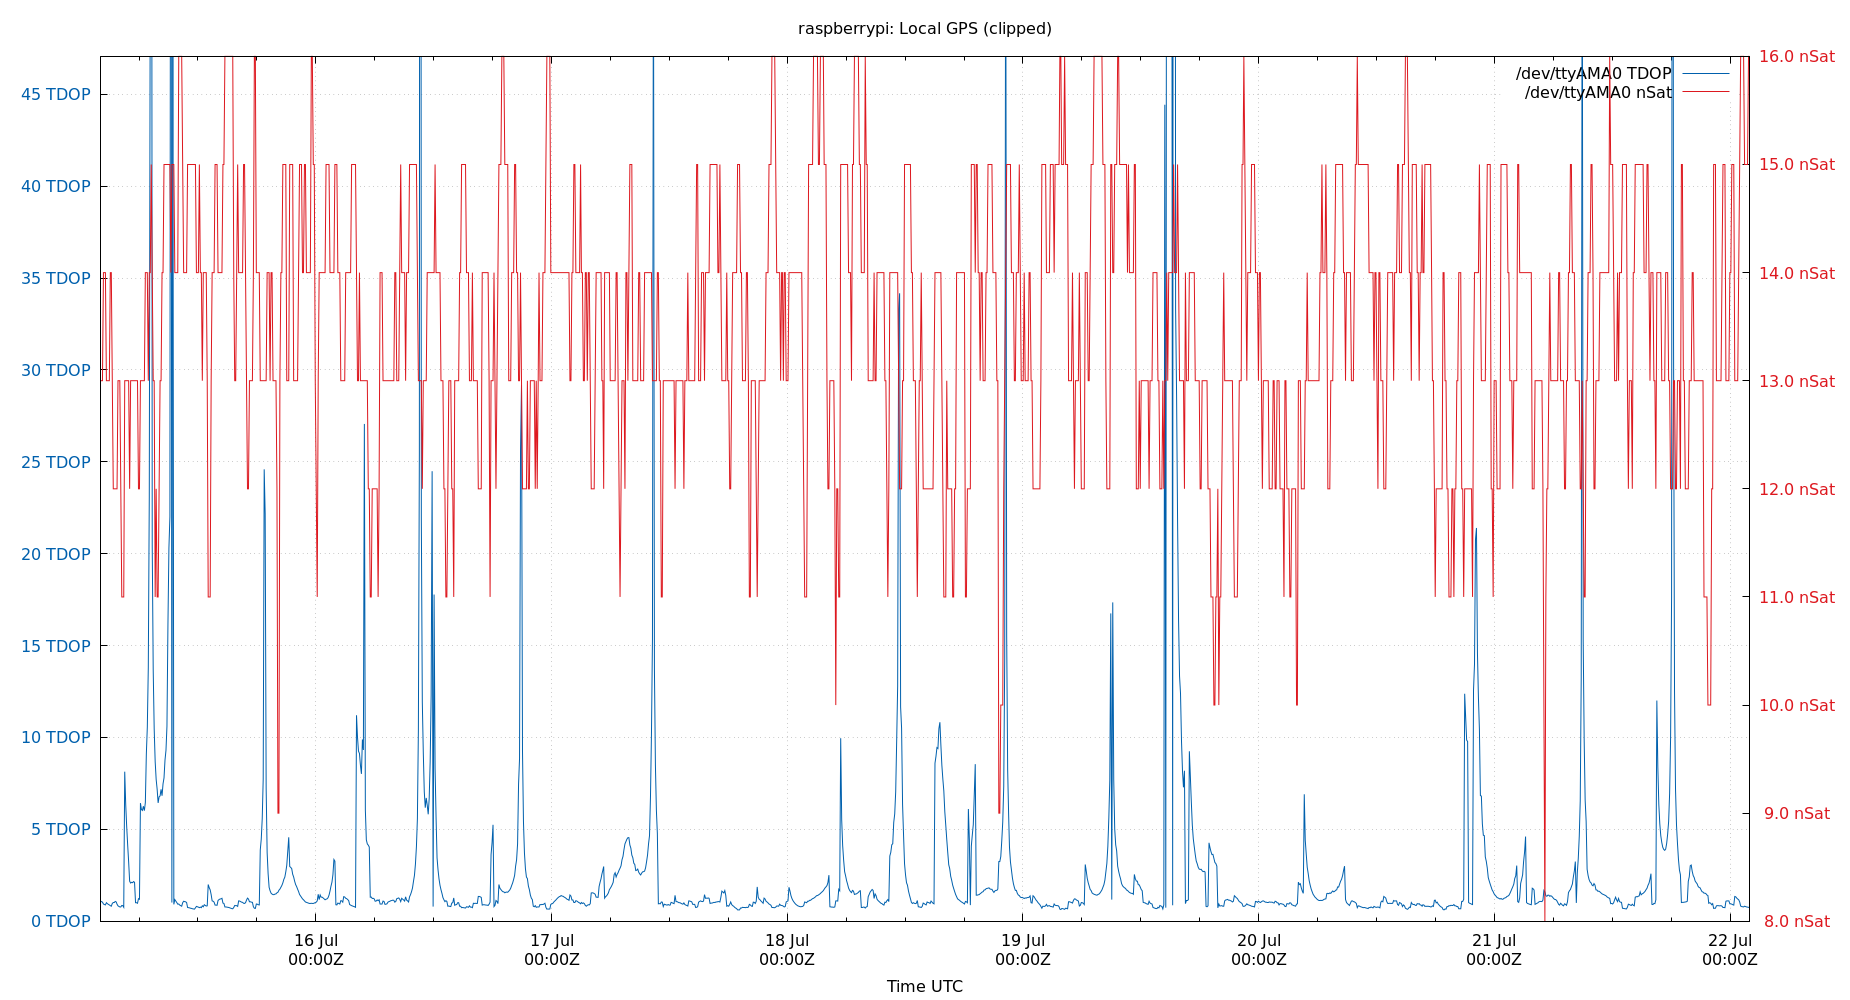 raspberrypi: Local GPS (clipped)
/dev/ttyAMA0 TDOP
/dev/ttyAMA0 nSat
45 TDOP
40 TDOP
35 TDOP
30 TDOP
25 TDOP
20 TDOP
15 TDOP
10 TDOP
5 TDOP
0 TDOP
16.0 nSat
15.0 nSat
14.0 nSat
13.0 nSat
12.0 nSat
11.0 nSat
10.0 nSat
9.0 nSat
8.0 nSat
16 Jul
00:00Z
17 Jul
00:00Z
18 Jul
00:00Z
19 Jul
00:00Z
20 Jul
00:00Z
21 Jul
00:00Z
22 Jul
00:00Z
Time UTC